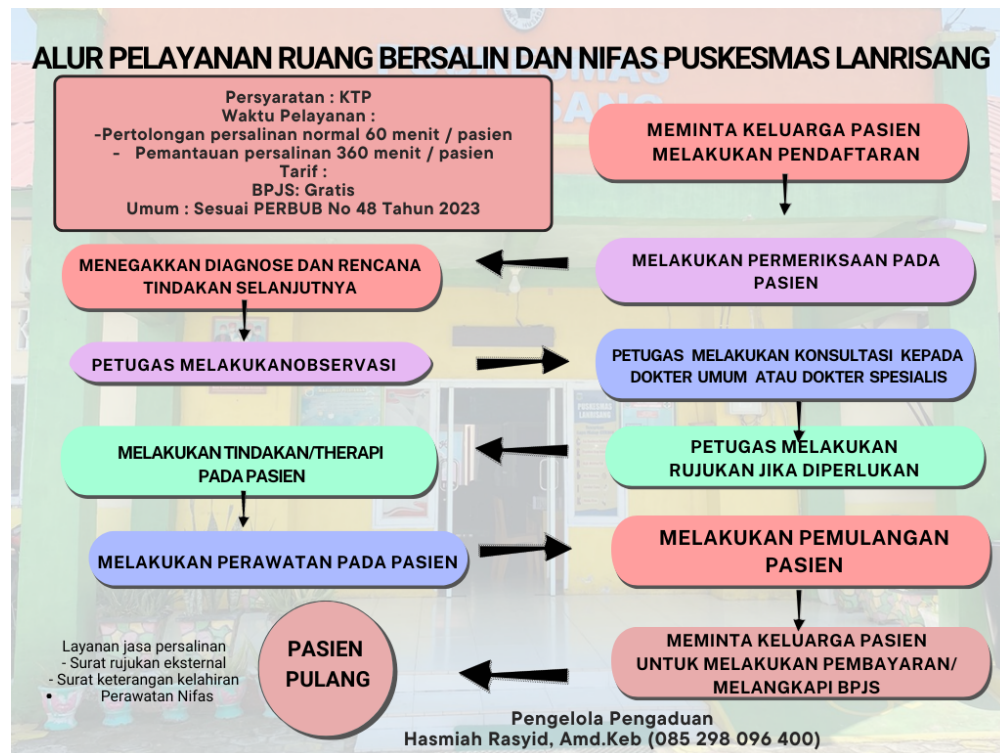 ALUR PELAYANAN RUANG BERSALIN DAN NIFAS PUSKESMAS LANRISANG
Persyaratan : KTP
Waktu Pelayanan :
-Pertolongan persalinan normal 60 menit / pasien
- Pemantauan persalinan 360 menit / pasien
Tarif :
BPJS: Gratis
Umum : Sesuai PERBUB No 48 Tahun 2023
MEMINTA KELUARGA PASIEN
MELAKUKAN PENDAFTARAN
MELAKUKAN PERMERIKSAAN PADA
PASIEN
MENEGAKKAN DIAGNOSE DAN RENCANA
TINDAKAN SELANJUTNYA
PETUGAS MELAKUKANOBSERVASI
PETUGAS MELAKUKAN KONSULTASI KEPADA
DOKTER UMUM ATAU DOKTER SPESIALIS
PETUGAS MELAKUKAN
RUJUKAN JIKA DIPERLUKAN
MELAKUKAN TINDAKAN/THERAPI
PADA PASIEN
MELAKUKAN PERAWATAN PADA PASIEN
MELAKUKAN PEMULANGAN
PASIEN
MEMINTA KELUARGA PASIEN
UNTUK MELAKUKAN PEMBAYARAN/
MELANGKAPI BPJS
PASIEN
PULANG
Layanan jasa persalinan
- Surat rujukan eksternal
- Surat keterangan kelahiran
• Perawatan Nifas
Pengelola Pengaduan
Hasmiah Rasyid, Amd.Keb (085 298 096 400)
PUSKESMAS
LANRISANG